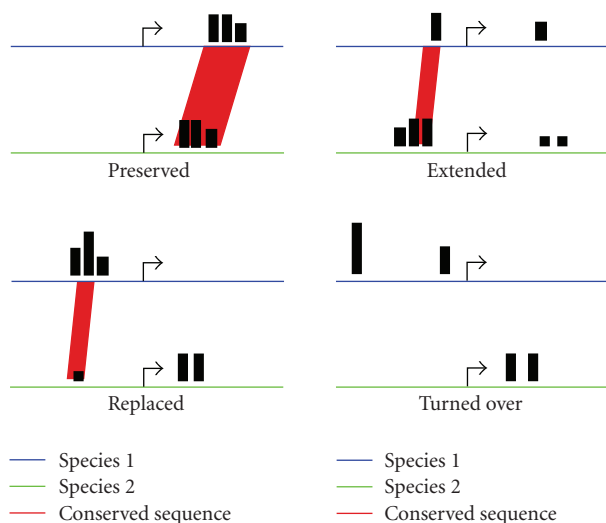 Preserved
Extended
Replaced
Turned over
Species 1
Species 2
Conserved sequence
Species 1
Species 2
Conserved sequence